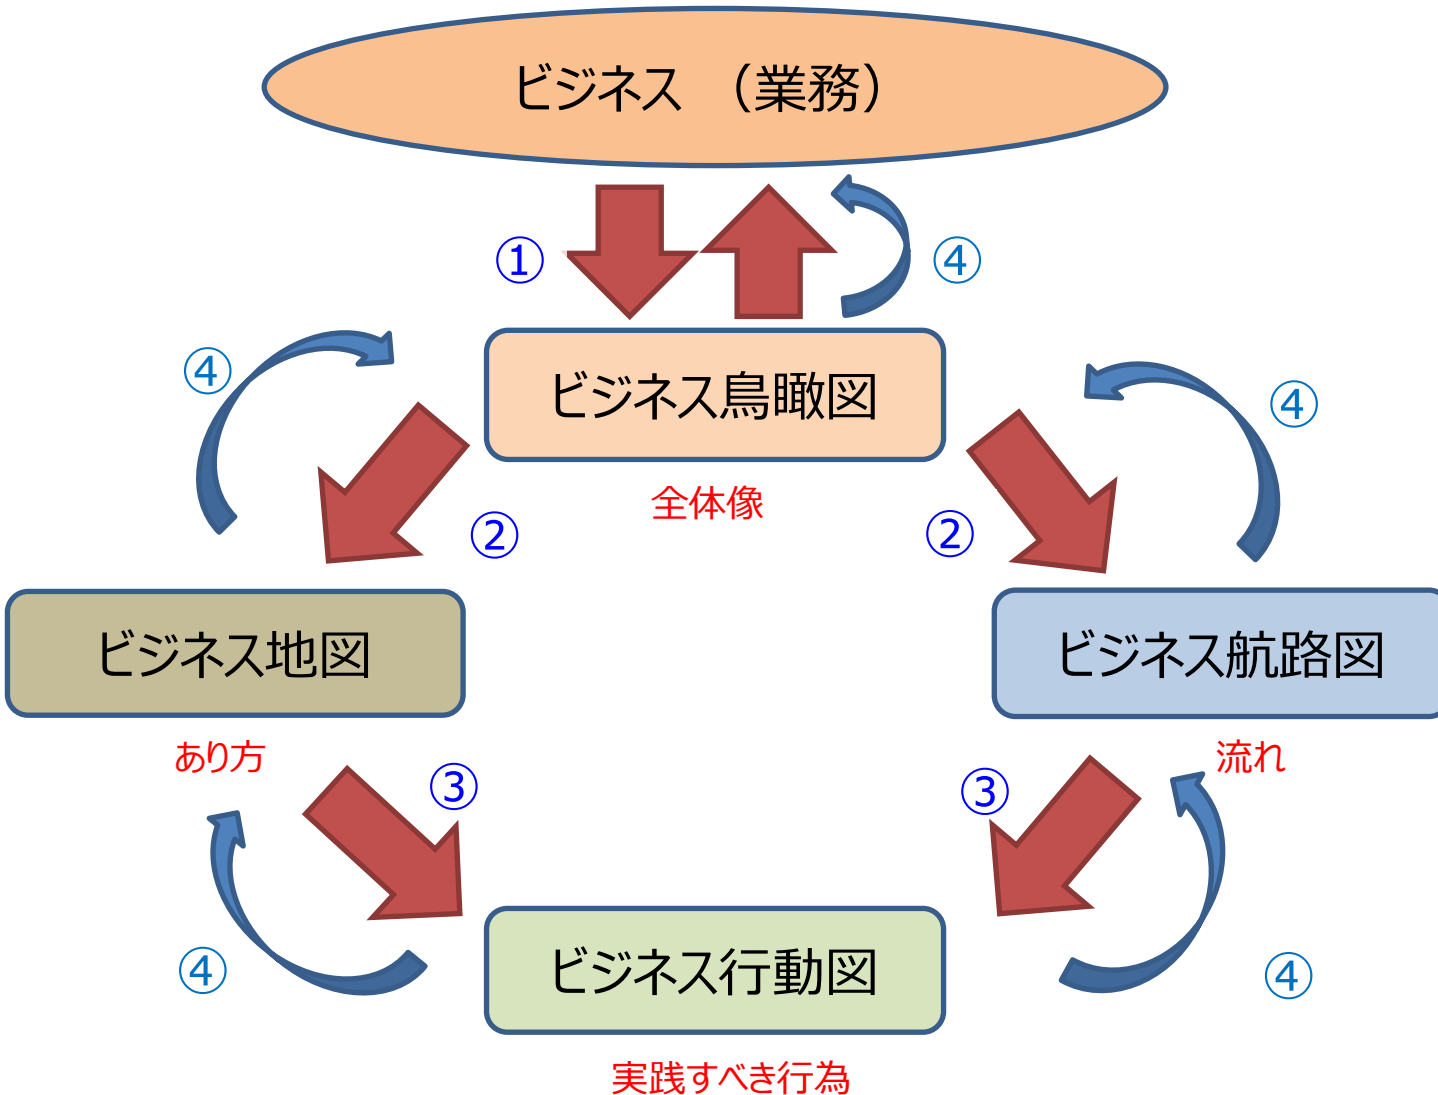 ビジネス （業務）
①
④
④
ビジネス鳥瞰図
④
全体像
②
②
ビジネス地図
ビジネス航路図
あり方
流れ
③
③
④
ビジネス行動図
④
実践すべき行為